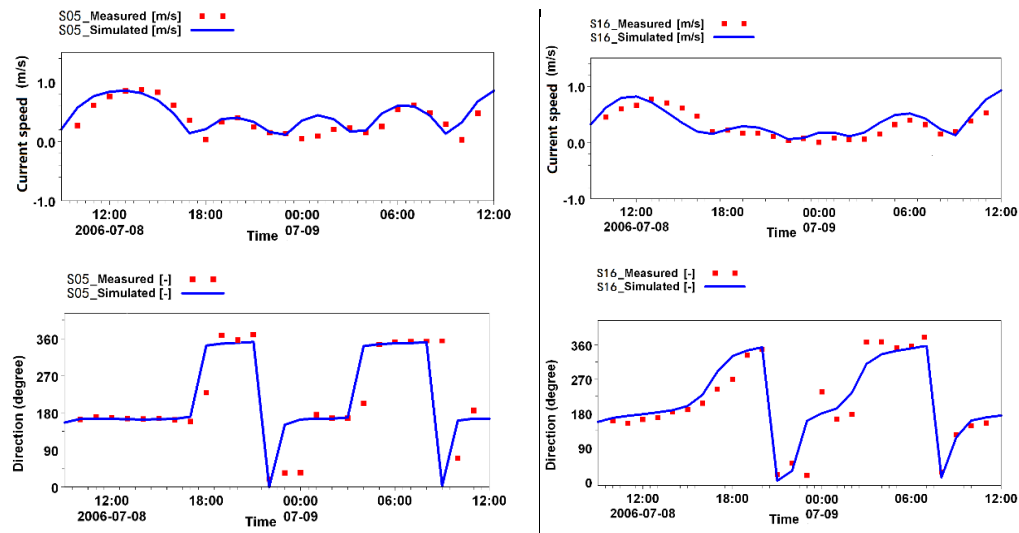 S05_Measured [m/s]
S05_Simulated [m/s]
Current speed (m/s)
1.0
0.0
-1.0
12:00 18:00 00:00 06:00 12:00
2006-07-08 Time 07-09
S16_Measured [m/s]
S16_Simulated [m/s]
Current speed (m/s)
1.0
0.0
-1.0
12:00 18:00 00:00 06:00 12:00
2006-07-08 Time 07-09
S05_Measured [-]
S05_Simulated [-]
Direction (degree)
360
270
180
90
0
12:00 18:00 00:00 06:00 12:00
2006-07-08 Time 07-09
S16_Measured [-]
S16_Simulated [-]
Direction (degree)
360
270
180
90
0
12:00 18:00 00:00 06:00 12:00
2006-07-08 Time 07-09